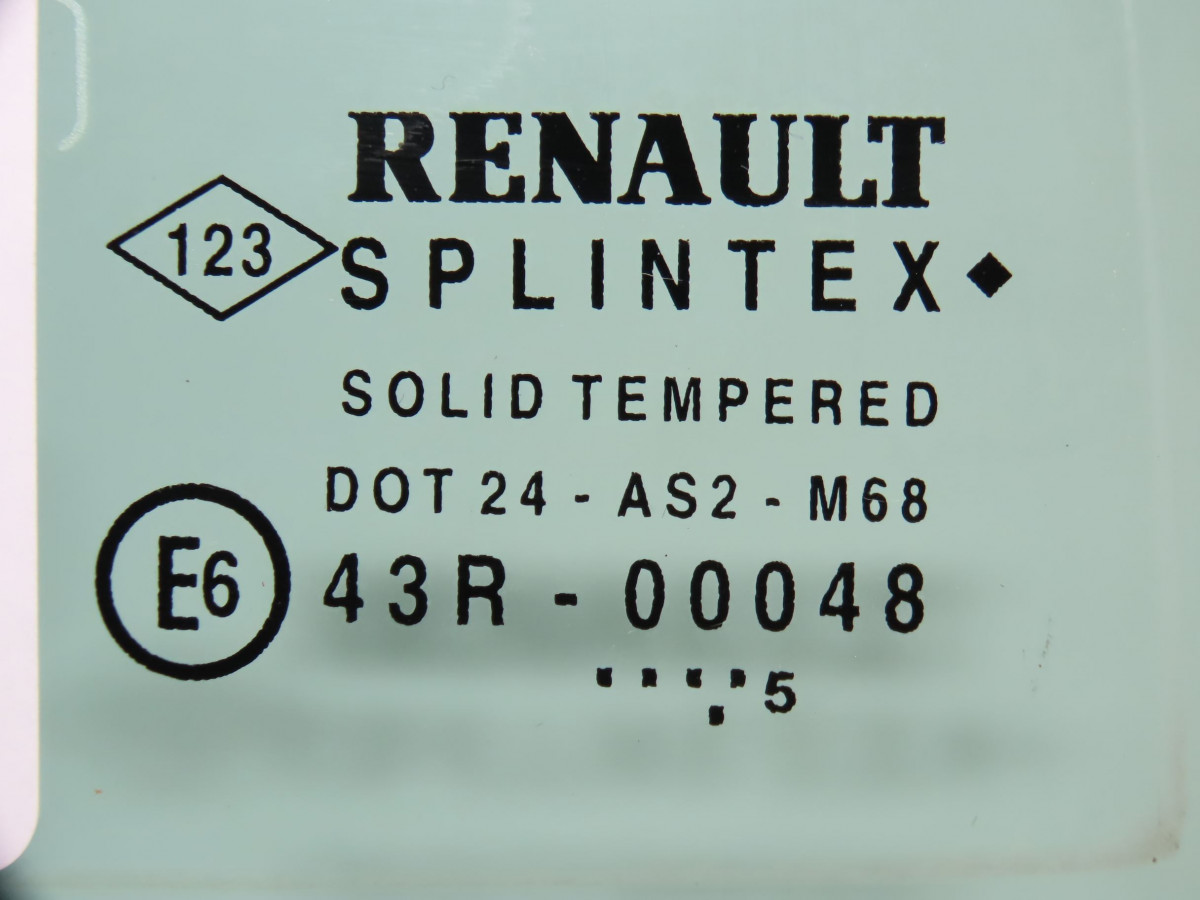 RENAULT
123
SPLINTEX
SOLID TEMPERED
DOT 24 - AS2 - M68
E6
43R - 00048
5